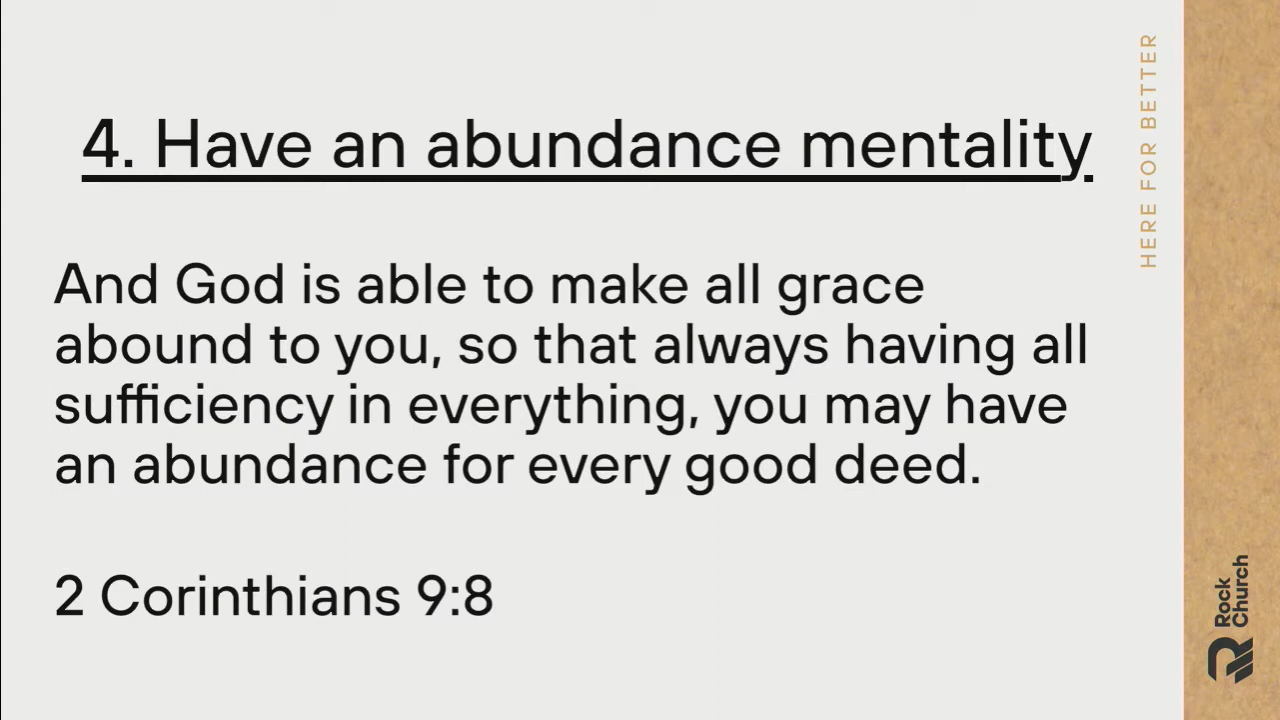 4. Have an abundance mentality
And God is able to make all grace
abound to you, so that always having all
sufficiency in everything, you may have
an abundance for every good deed.
2 Corinthians 9:8
HERE FOR BETTER
Rock
Church